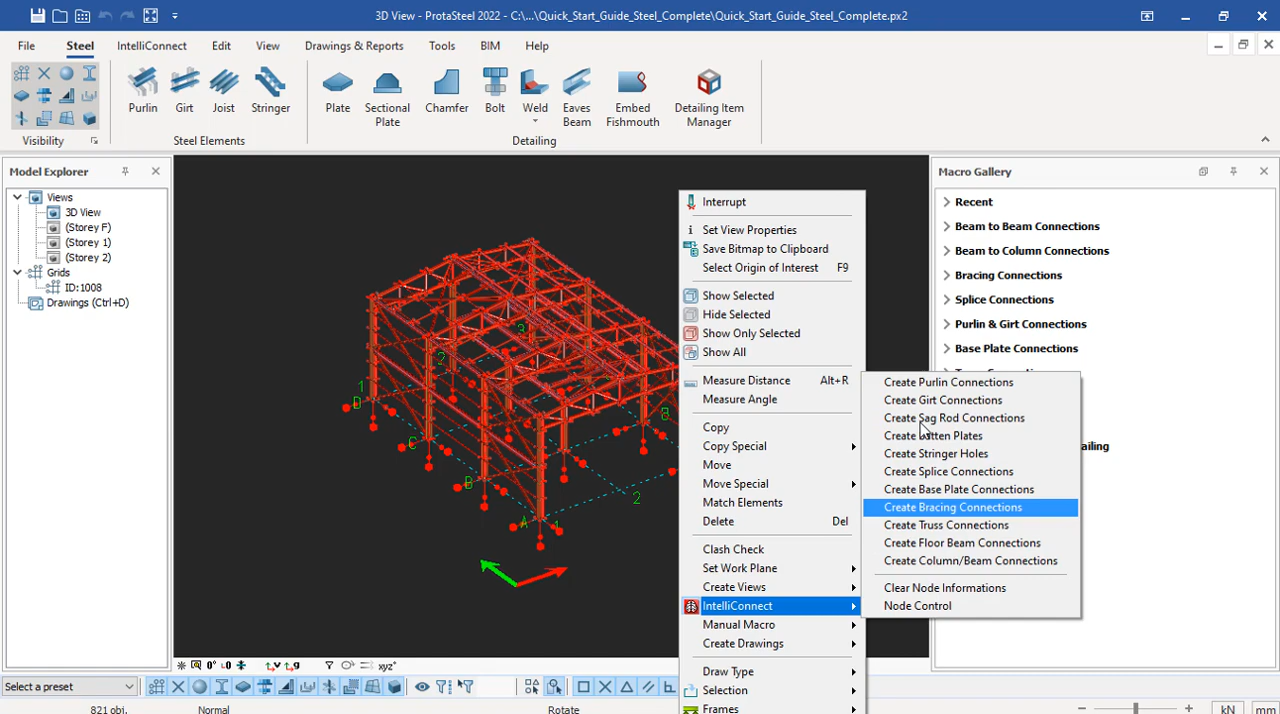 3D View - ProtaSteel 2022 - C:\...\Quick_Start_Guide_Steel_Complete\Quick_Start_Guide_Steel_Complete.px2
File Steel IntelliConnect Edit View Drawings & Reports Tools BIM Help
Purlin Girt Joist Stringer Plate Sectional Plate Chamfer Bolt Weld Eaves Beam Embed Fishmouth Detailing Item Manager
Visibility Steel Elements Detailing
Model Explorer
Views
3D View
(Storey F)
(Storey 1)
(Storey 2)
Grids
ID:1008
Drawings (Ctrl+D)
1
D
2
C
3
B
B
A
1
2
Interrupt
Set View Properties
Save Bitmap to Clipboard
Select Origin of Interest F9
Show Selected
Hide Selected
Show Only Selected
Show All
Measure Distance Alt+R
Measure Angle
Copy
Copy Special
Move
Move Special
Match Elements
Delete Del
Clash Check
Set Work Plane
Create Views
IntelliConnect
Manual Macro
Create Drawings
Draw Type
Selection
Frames
Create Purlin Connections
Create Girt Connections
Create Sag Rod Connections
Create Batten Plates
Create Stringer Holes
Create Splice Connections
Create Base Plate Connections
Create Bracing Connections
Create Truss Connections
Create Floor Beam Connections
Create Column/Beam Connections
Clear Node Informations
Node Control
Macro Gallery
Recent
Beam to Beam Connections
Beam to Column Connections
Bracing Connections
Splice Connections
Purlin & Girt Connections
Base Plate Connections
ailing
Select a preset
821 obj. Normal Rotate kN mm